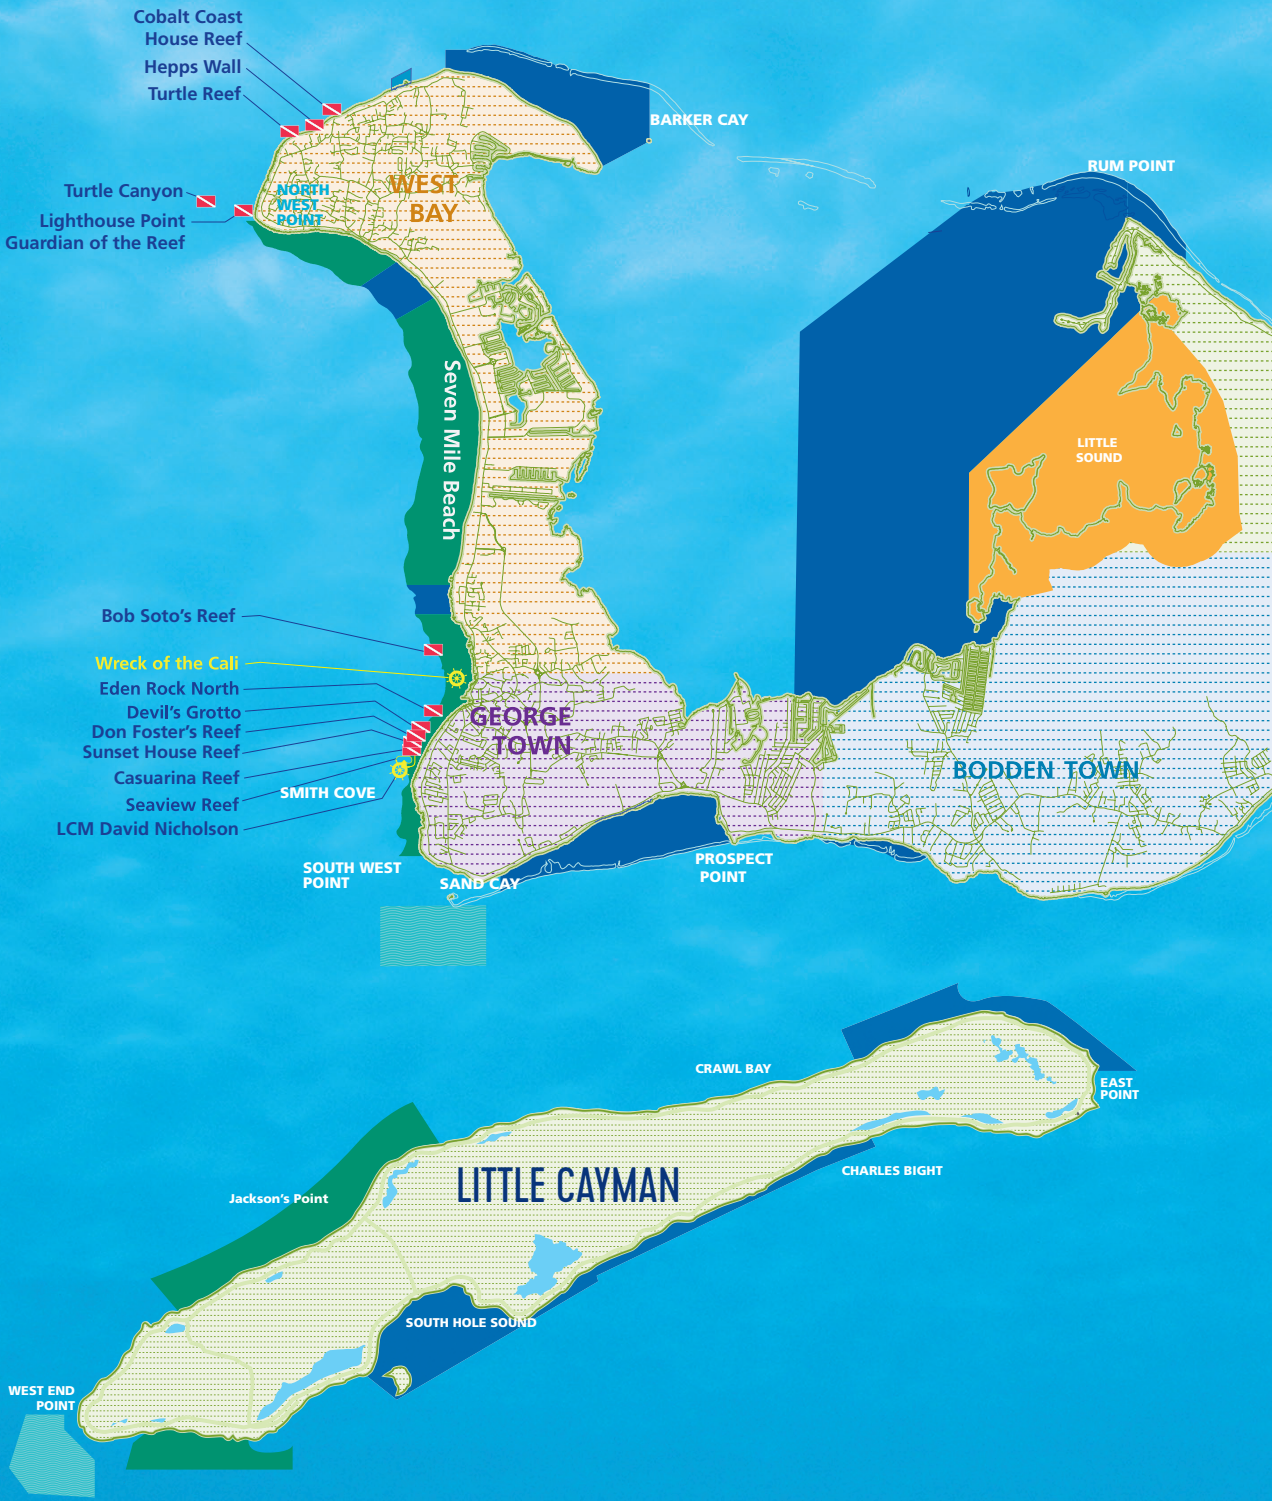 Cobalt Coast
House Reef
Hepps Wall
Turtle Reef
BARKER CAY
RUM POINT
Turtle Canyon
NORTH
WEST
POINT
WEST
BAY
Lighthouse Point
Guardian of the Reef
Seven Mile Beach
LITTLE
SOUND
Bob Soto's Reef
Wreck of the Cali
Eden Rock North
Devil's Grotto
Don Foster's Reef
Sunset House Reef
Casuarina Reef
Seaview Reef
LCM David Nicholson
GEORGE
TOWN
BODDEN TOWN
SMITH COVE
SOUTH WEST
POINT
SAND CAY
PROSPECT
POINT
CRAWL BAY
EAST
POINT
CHARLES BIGHT
Jackson's Point
LITTLE CAYMAN
SOUTH HOLE SOUND
WEST END
POINT